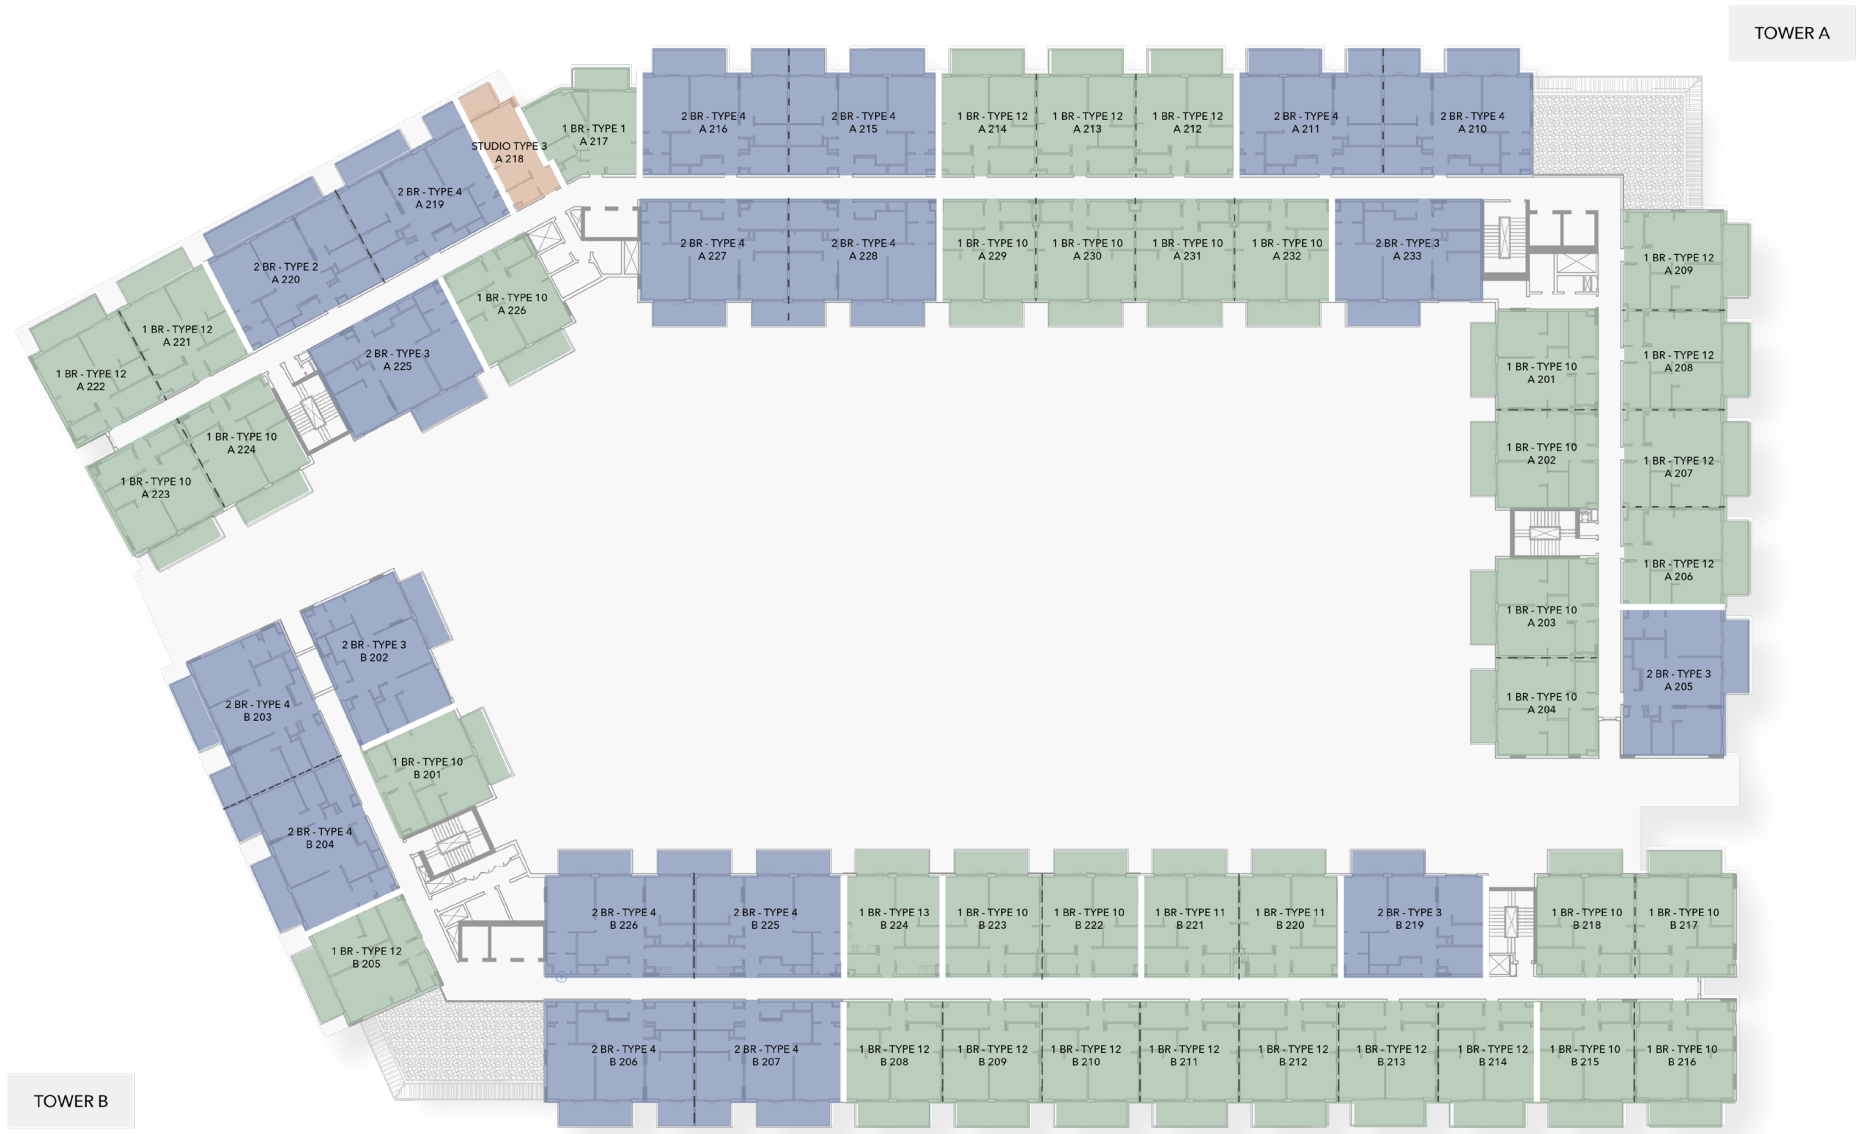 TOWER A
2 BR - TYPE 4
A 216
2 BR - TYPE 4
A 215
1 BR - TYPE 12
A 214
1 BR - TYPE 12
A 213
1 BR - TYPE 12
A 212
2 BR - TYPE 4
A 211
2 BR - TYPE 4
A 210
1 BR - TYPE 1
A 217
STUDIO TYPE 3
A 218
2 BR - TYPE 4
A 219
2 BR - TYPE 2
A 220
1 BR - TYPE 12
A 221
1 BR - TYPE 12
A 222
1 BR - TYPE 10
A 223
1 BR - TYPE 10
A 224
2 BR - TYPE 3
A 225
1 BR - TYPE 10
A 226
2 BR - TYPE 4
A 227
2 BR - TYPE 4
A 228
1 BR - TYPE 10
A 229
1 BR - TYPE 10
A 230
1 BR - TYPE 10
A 231
1 BR - TYPE 10
A 232
2 BR - TYPE 3
A 233
1 BR - TYPE 12
A 209
1 BR - TYPE 12
A 208
1 BR - TYPE 12
A 207
1 BR - TYPE 12
A 206
2 BR - TYPE 3
A 205
1 BR - TYPE 10
A 201
1 BR - TYPE 10
A 202
1 BR - TYPE 10
A 203
1 BR - TYPE 10
A 204
2 BR - TYPE 3
B 202
2 BR - TYPE 4
B 203
1 BR - TYPE 10
B 201
2 BR - TYPE 4
B 204
1 BR - TYPE 12
B 205
2 BR - TYPE 4
B 226
2 BR - TYPE 4
B 225
1 BR - TYPE 13
B 224
1 BR - TYPE 10
B 223
1 BR - TYPE 10
B 222
1 BR - TYPE 11
B 221
1 BR - TYPE 11
B 220
2 BR - TYPE 3
B 219
1 BR - TYPE 10
B 218
1 BR - TYPE 10
B 217
2 BR - TYPE 4
B 206
2 BR - TYPE 4
B 207
1 BR - TYPE 12
B 208
1 BR - TYPE 12
B 209
1 BR - TYPE 12
B 210
1 BR - TYPE 12
B 211
1 BR - TYPE 12
B 212
1 BR - TYPE 12
B 213
1 BR - TYPE 12
B 214
1 BR - TYPE 10
B 215
1 BR - TYPE 10
B 216
TOWER B